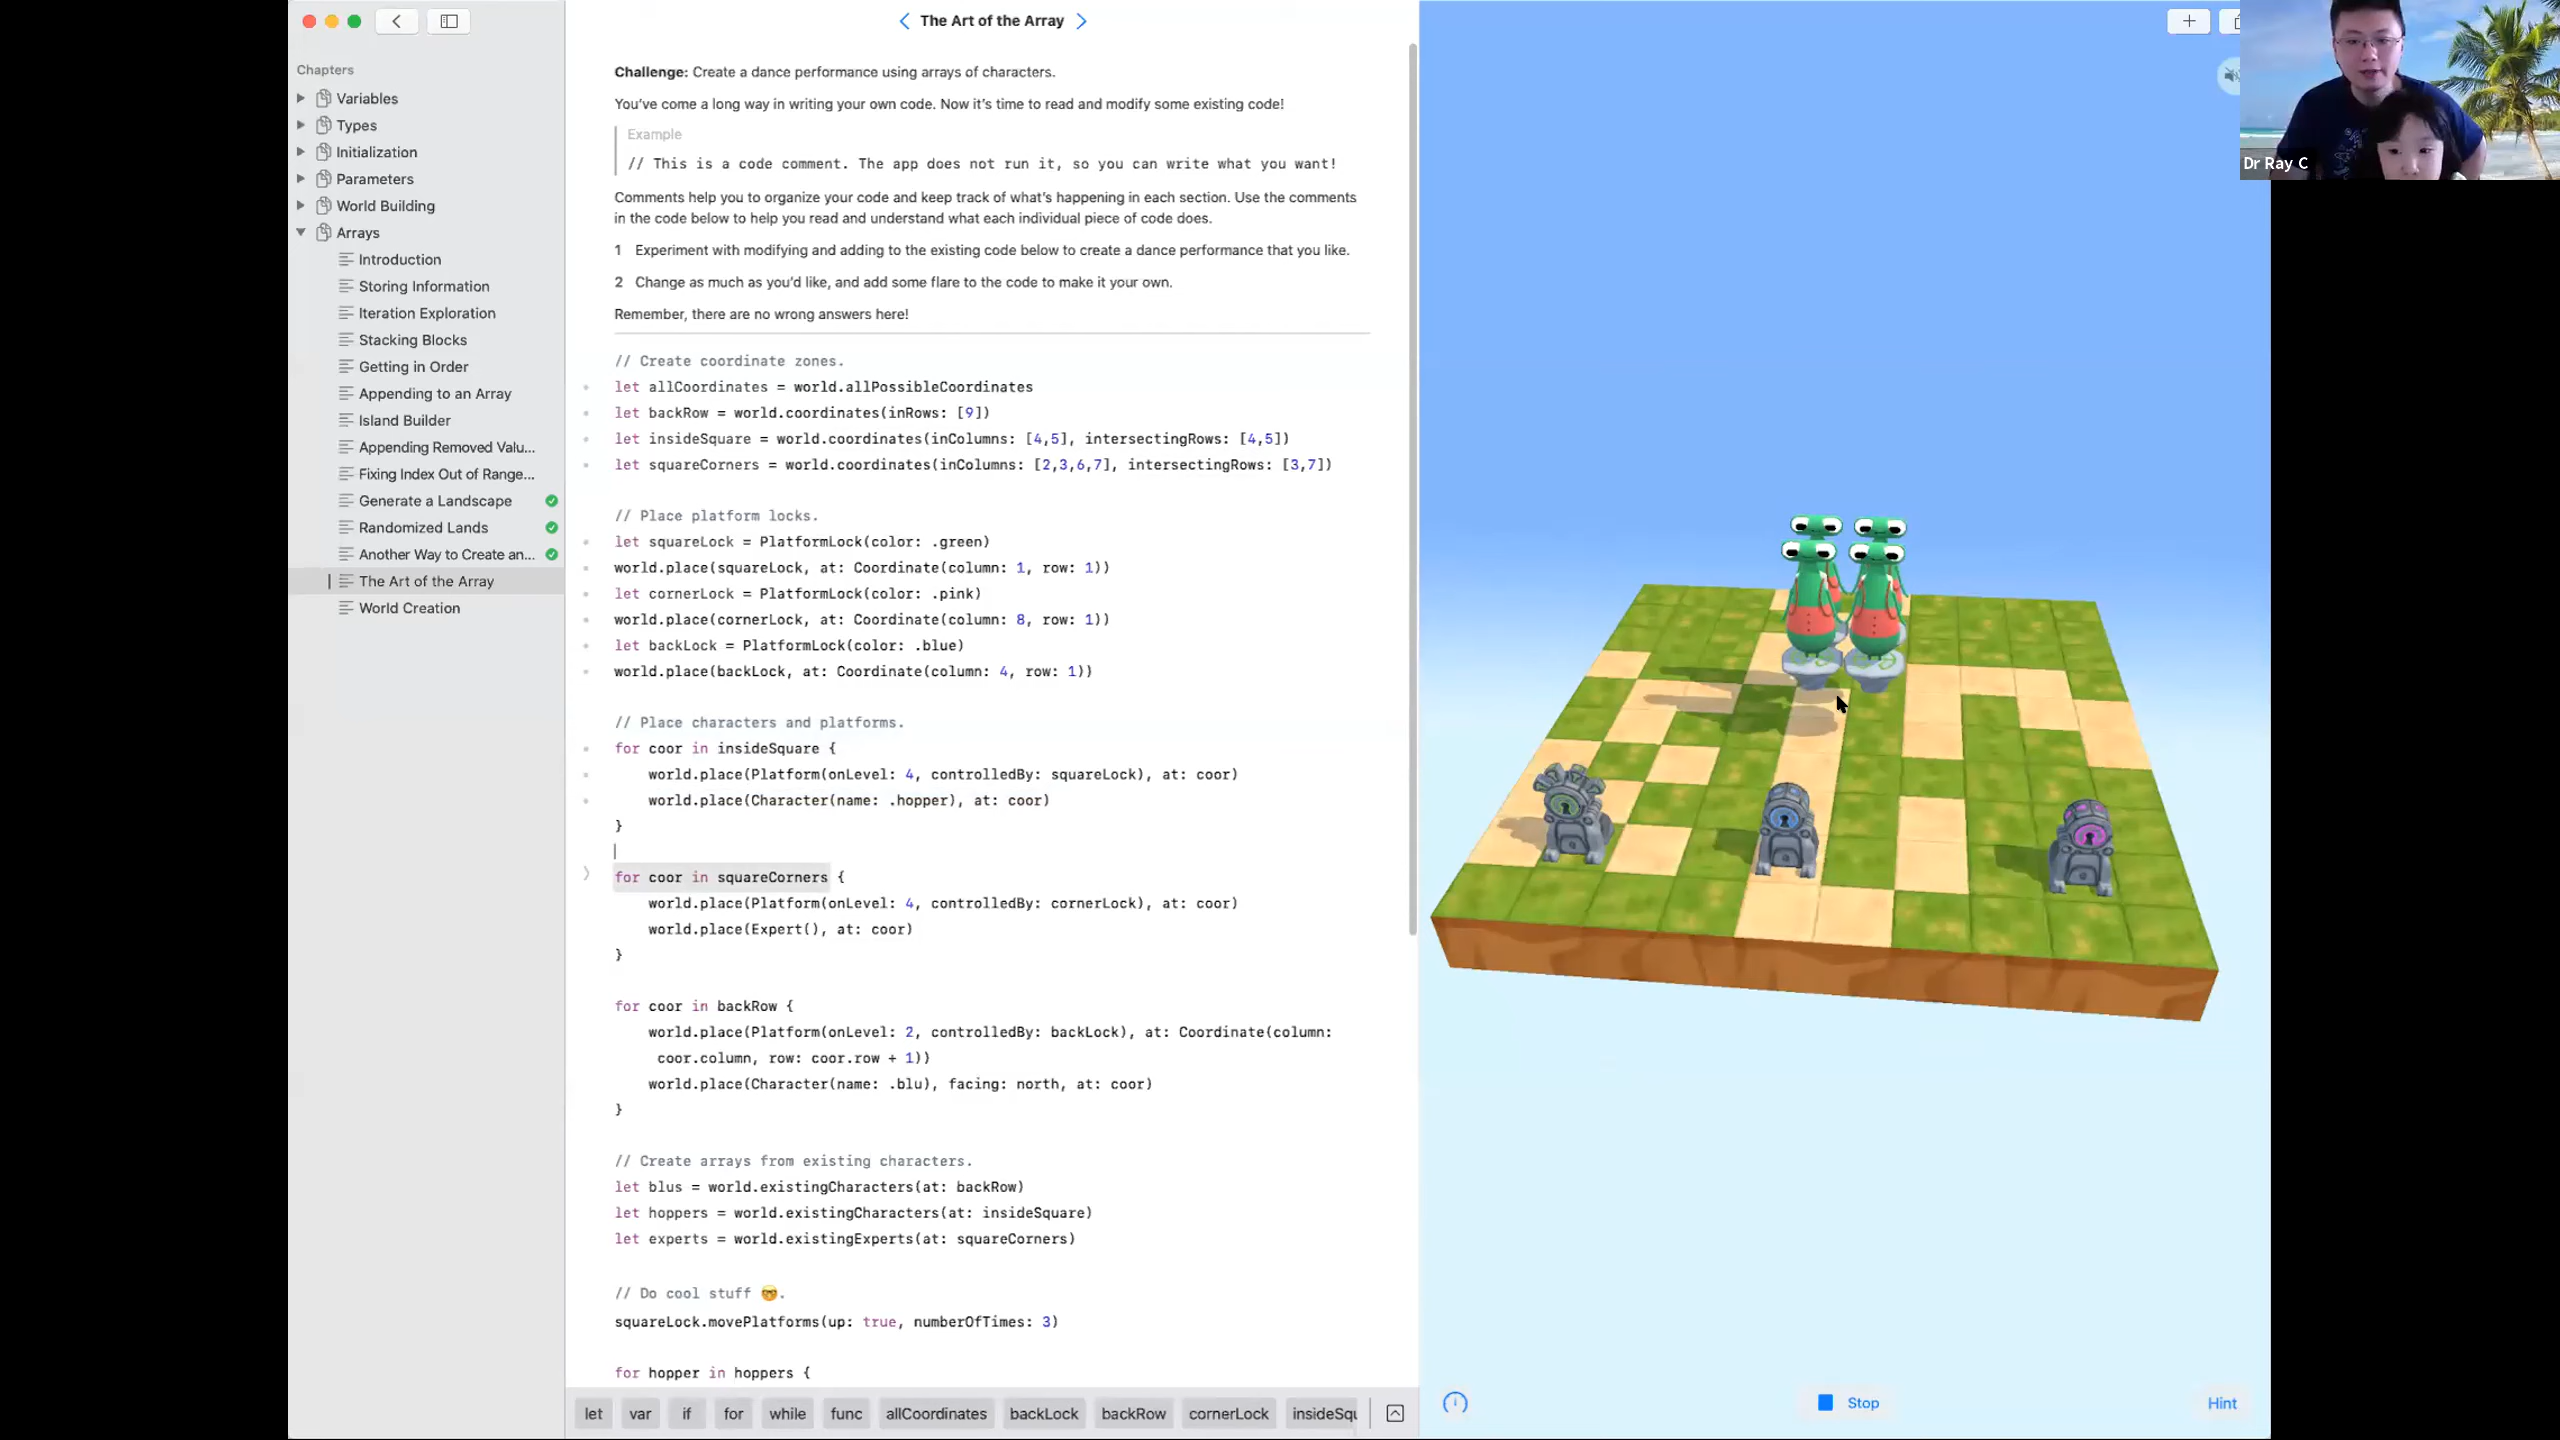 The Art of the Array
Chapters
Variables
Types
Initialization
Parameters
World Building
Arrays
Introduction
Storing Information
Iteration Exploration
Stacking Blocks
Getting in Order
Appending to an Array
Island Builder
Appending Removed Valu...
Fixing Index Out of Range...
Generate a Landscape
Randomized Lands
Another Way to Create an...
The Art of the Array
World Creation
Challenge: Create a dance performance using arrays of characters.
You've come a long way in writing your own code. Now it's time to read and modify some existing code!
Example
// This is a code comment. The app does not run it, so you can write what you want!
Comments help you to organize your code and keep track of what's happening in each section. Use the comments
in the code below to help you read and understand what each individual piece of code does.
1 Experiment with modifying and adding to the existing code below to create a dance performance that you like.
2 Change as much as you'd like, and add some flare to the code to make it your own.
Remember, there are no wrong answers here!
// Create coordinate zones.
let allCoordinates = world.allPossibleCoordinates
let backRow = world.coordinates(inRows: [9])
let insideSquare = world.coordinates(inColumns: [4,5], intersectingRows: [4,5])
let squareCorners = world.coordinates(inColumns: [2,3,6,7], intersectingRows: [3,7])
// Place platform locks.
let squareLock = PlatformLock(color: .green)
world.place(squareLock, at: Coordinate(column: 1, row: 1))
let cornerLock = PlatformLock(color: .pink)
world.place(cornerLock, at: Coordinate(column: 8, row: 1))
let backLock = PlatformLock(color: .blue)
world.place(backLock, at: Coordinate(column: 4, row: 1))
// Place characters and platforms.
for coor in insideSquare {
world.place(Platform(onLevel: 4, controlledBy: squareLock), at: coor)
world.place(Character(name: .hopper), at: coor)
}
for coor in squareCorners {
world.place(Platform(onLevel: 4, controlledBy: cornerLock), at: coor)
world.place(Expert(), at: coor)
}
for coor in backRow {
world.place(Platform(onLevel: 2, controlledBy: backLock), at: Coordinate(column:
coor.column, row: coor.row + 1))
world.place(Character(name: .blu), facing: north, at: coor)
}
// Create arrays from existing characters.
let blus = world.existingCharacters(at: backRow)
let hoppers = world.existingCharacters(at: insideSquare)
let experts = world.existingExperts(at: squareCorners)
// Do cool stuff 🤓.
squareLock.movePlatforms(up: true, numberOfTimes: 3)
for hopper in hoppers {
let var if for while func allCoordinates backLock backRow cornerLock insideSqu
Stop
Hint
Dr Ray C